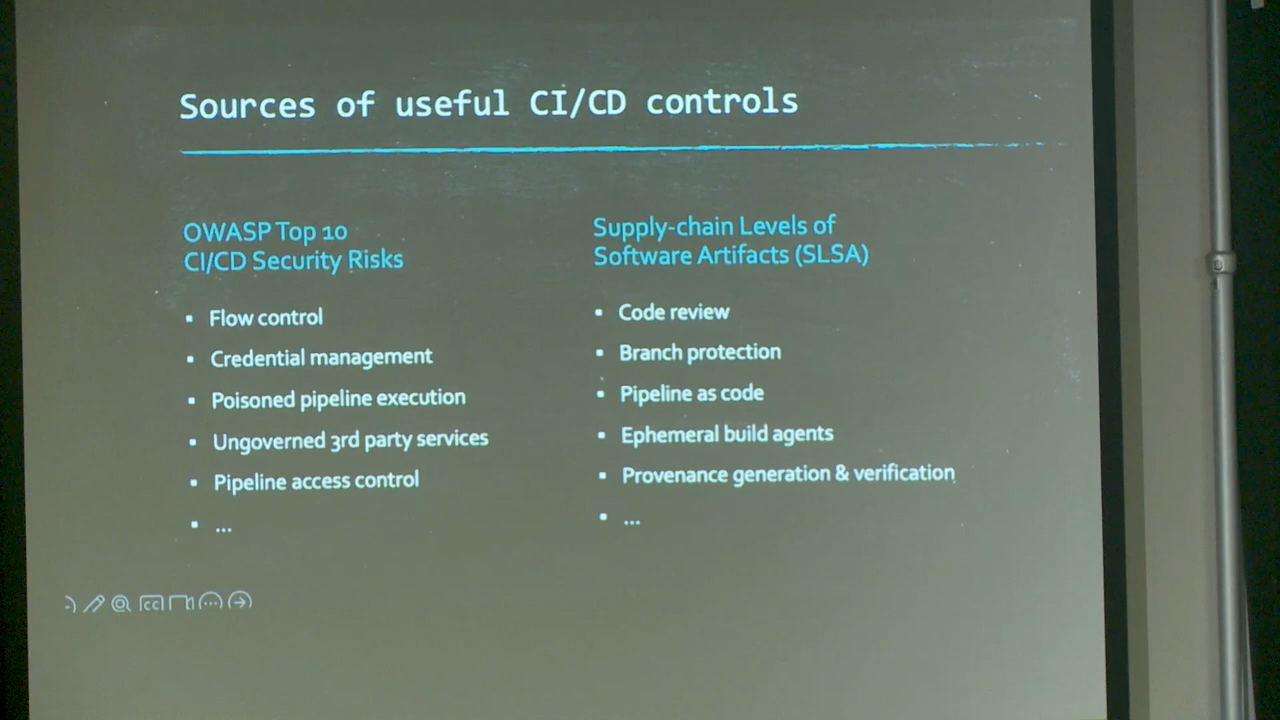 Sources of useful CI/CD controls
OWASP Top 10
CI/CD Security Risks
▪ Flow control
▪ Credential management
▪ Poisoned pipeline execution
▪ Ungoverned 3rd party services
▪ Pipeline access control
▪ ...
Supply-chain Levels of
Software Artifacts (SLSA)
▪ Code review
▪ Branch protection
▪ Pipeline as code
▪ Ephemeral build agents
▪ Provenance generation & verification
▪ ...
CC